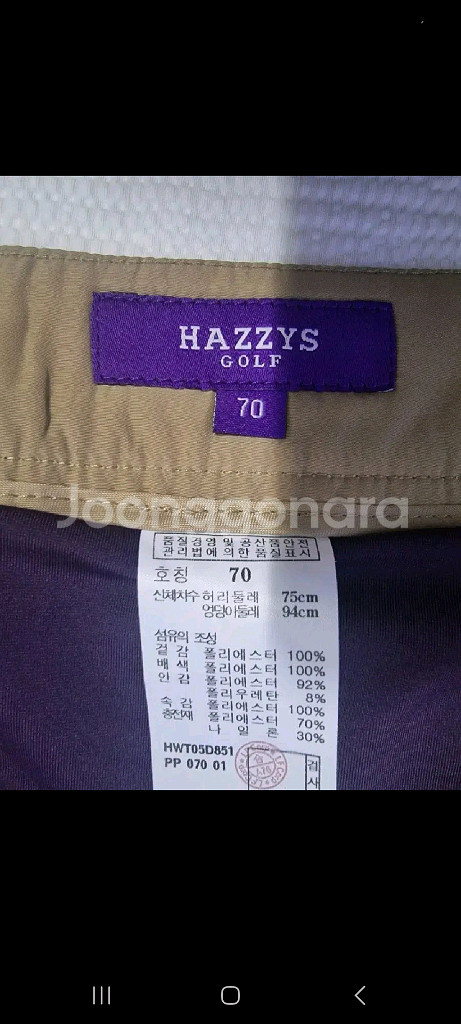 HAZZYS
GOLF
70
Joonggonara
품질경영 및 공산품안전
관리법에 의한 품질표시
호칭 70
신체치수 허리둘레 75cm
엉덩이둘레 94cm
섬유의 조성
겉감 폴리에스터 100%
배색 폴리에스터 100%
안감 폴리에스터 92%
폴리우레탄 8%
속감 폴리에스터 100%
충전재 폴리에스터 70%
나일론 30%
HWT05D851
PP 070 01
검
사